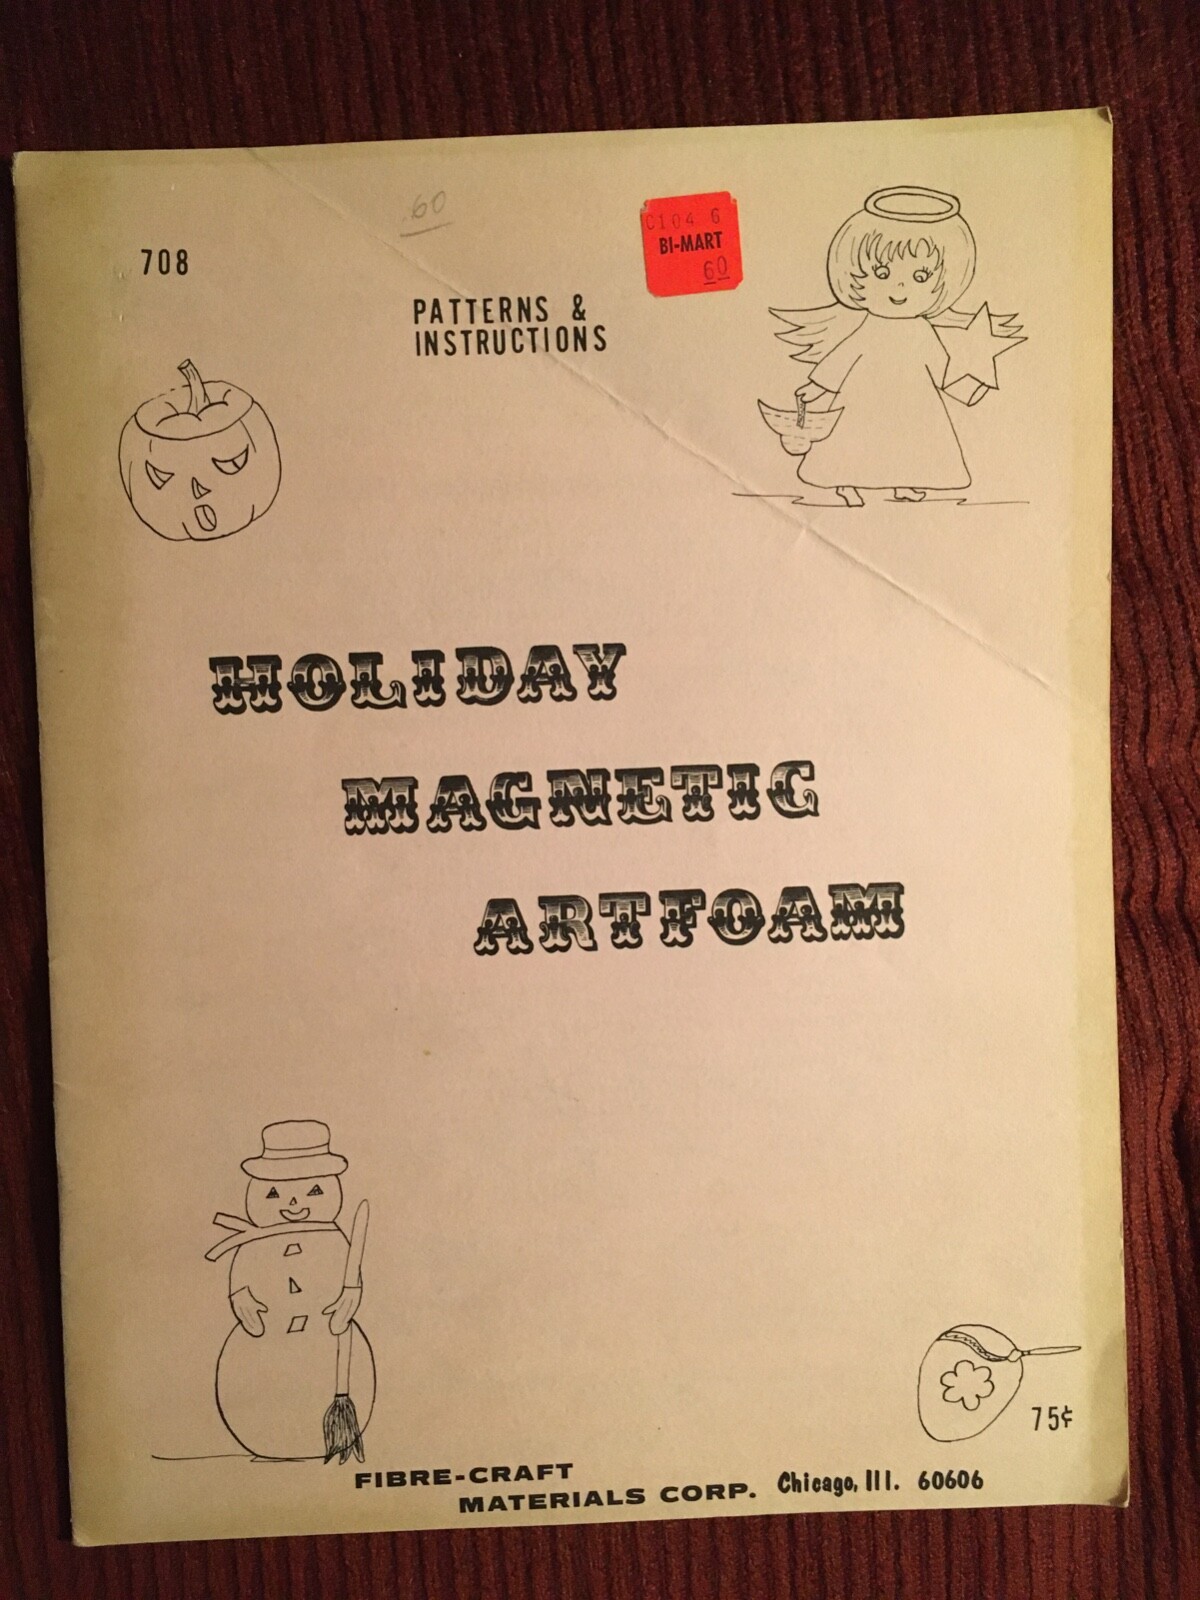 .60
C104 6
BI-MART
60
708
PATTERNS &
INSTRUCTIONS
HOLIDAY
MAGNETIC
ARTFOAM
75¢
FIBRE-CRAFT
MATERIALS CORP. Chicago, Ill. 60606